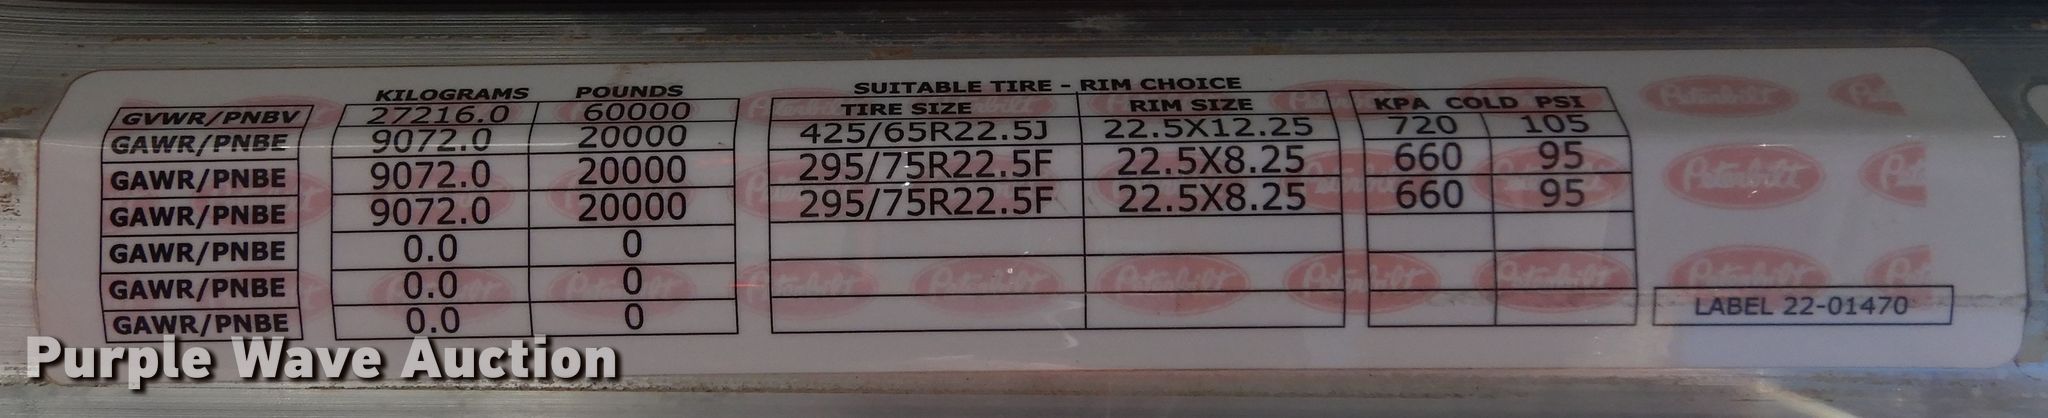 KILOGRAMS POUNDS SUITABLE TIRE - RIM CHOICE
TIRE SIZE RIM SIZE KPA COLD PSI
GVWR/PNBV 27216.0 60000
GAWR/PNBE 9072.0 20000 425/65R22.5J 22.5X12.25 720 105
GAWR/PNBE 9072.0 20000 295/75R22.5F 22.5X8.25 660 95
GAWR/PNBE 9072.0 20000 295/75R22.5F 22.5X8.25 660 95
GAWR/PNBE 0.0 0
GAWR/PNBE 0.0 0
GAWR/PNBE 0.0 0
LABEL 22-01470
Peterbilt
Purple Wave Auction